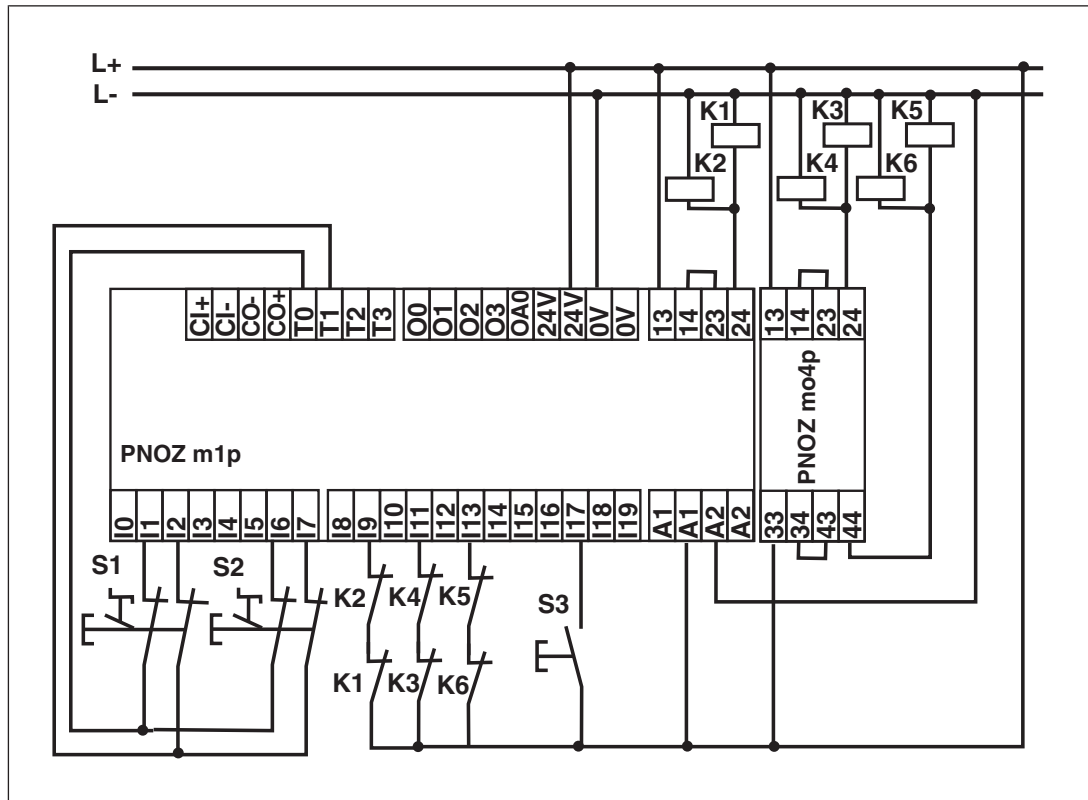 L+
L-
K1 K3 K5
K2 K4 K6
CI+ CI- CO- CO+ T0 T1 T2 T3 O0 O1 O2 O3 OA0 24V 24V 0V 0V 13 14 23 24 13 14 23 24
PNOZ m1p
PNOZ mo4p
I0 I1 I2 I3 I4 I5 I6 I7 I8 I9 I10 I11 I12 I13 I14 I15 I16 I17 I18 I19 A1 A1 A2 A2 33 34 43 44
S1 S2 K2 K4 K5 S3
K1 K3 K6